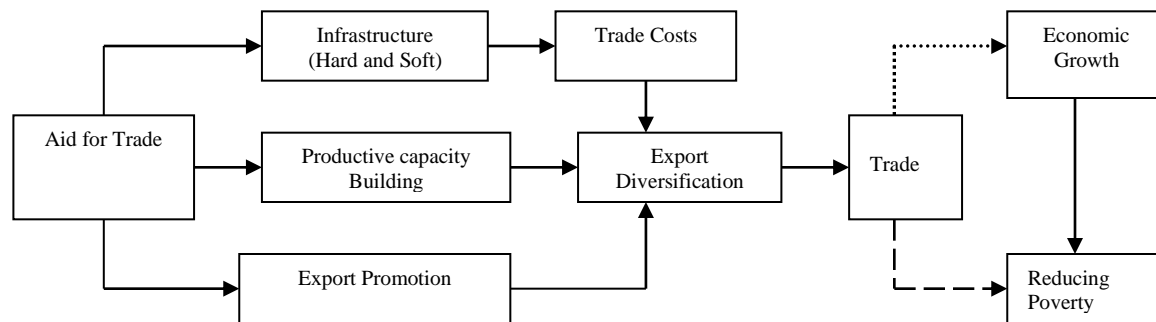 Infrastructure
(Hard and Soft)
Trade Costs
Economic
Growth
Aid for Trade
Productive capacity
Building
Export
Diversification
Trade
Export Promotion
Reducing
Poverty